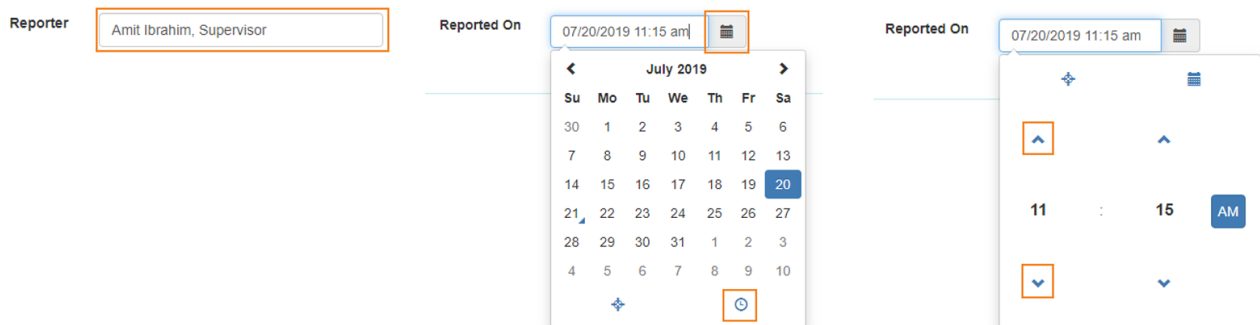 Reporter
Amit Ibrahim, Supervisor
Reported On
07/20/2019 11:15 am
July 2019
Su Mo Tu We Th Fr Sa
30 1 2 3 4 5 6
7 8 9 10 11 12 13
14 15 16 17 18 19 20
21 22 23 24 25 26 27
28 29 30 31 1 2 3
4 5 6 7 8 9 10
Reported On
07/20/2019 11:15 am
11 : 15 AM